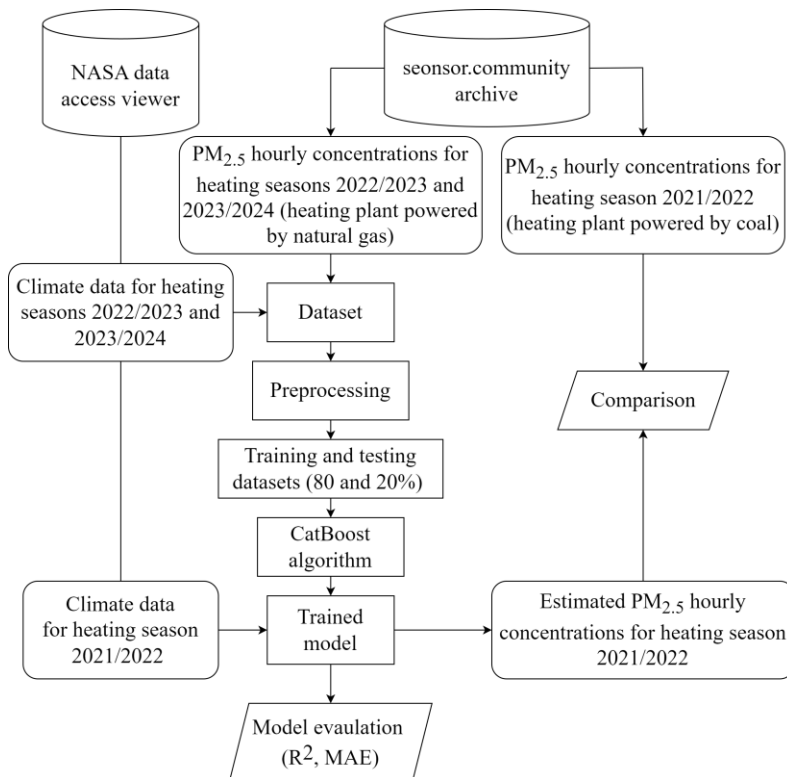 NASA data
access viewer
seonsor.community
archive
PM2.5 hourly concentrations for
heating seasons 2022/2023 and
2023/2024 (heating plant powered
by natural gas)
PM2.5 hourly concentrations for
heating season 2021/2022
(heating plant powered by coal)
Climate data for heating
seasons 2022/2023 and
2023/2024
Dataset
Preprocessing
Comparison
Training and testing
datasets (80 and 20%)
CatBoost
algorithm
Climate data
for heating season
2021/2022
Trained
model
Estimated PM2.5 hourly
concentrations for heating season
2021/2022
Model evaulation
(R2, MAE)